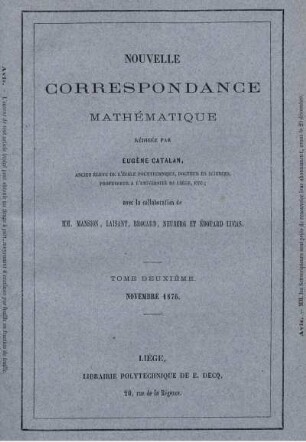 NOUVELLE
CORRESPONDANCE
MATHÉMATIQUE
RÉDIGÉE PAR
EUGÈNE CATALAN,
ANCIEN ÉLÈVE DE L'ÉCOLE POLYTECHNIQUE, DOCTEUR ÈS SCIENCES,
PROFESSEUR A L'UNIVERSITÉ DE LIÉGE, ETC.;
avec la collaboration de
MM. MANSION, LAISANT, BROCARD, NEUBERG ET ÉDOUARD LUCAS.
TOME DEUXIÈME.
NOVEMBRE 1876.
LIÉGE,
LIBRAIRIE POLYTECHNIQUE DE E. DECQ,
20, rue de la Régence.